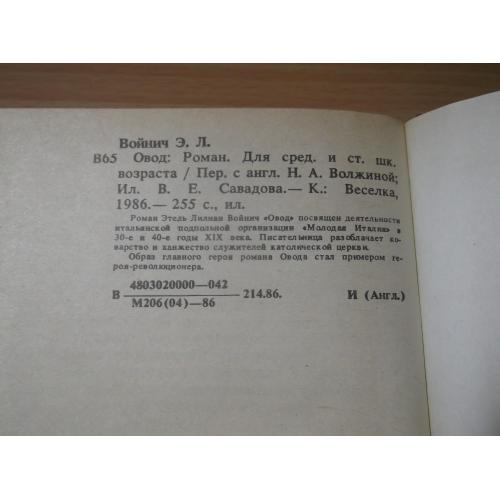 Войнич Э. Л.
В65 Овод: Роман. Для сред. и ст. шк.
возраста / Пер. с англ. Н. А. Волжиной;
Ил. В. Е. Савадова.— К.: Веселка,
1986.— 255 с., ил.
Роман Этель Лилиан Войнич «Овод» посвящен деятельности
итальянской подпольной организации «Молодая Италия» в
30-е и 40-е годы XIX века. Писательница разоблачает ко-
варство и ханжество служителей католической церкви.
Образ главного героя романа Овода стал примером ге-
роя-революционера.
4803020000—042
В 214.86. И (Англ.)
М206(04)—86